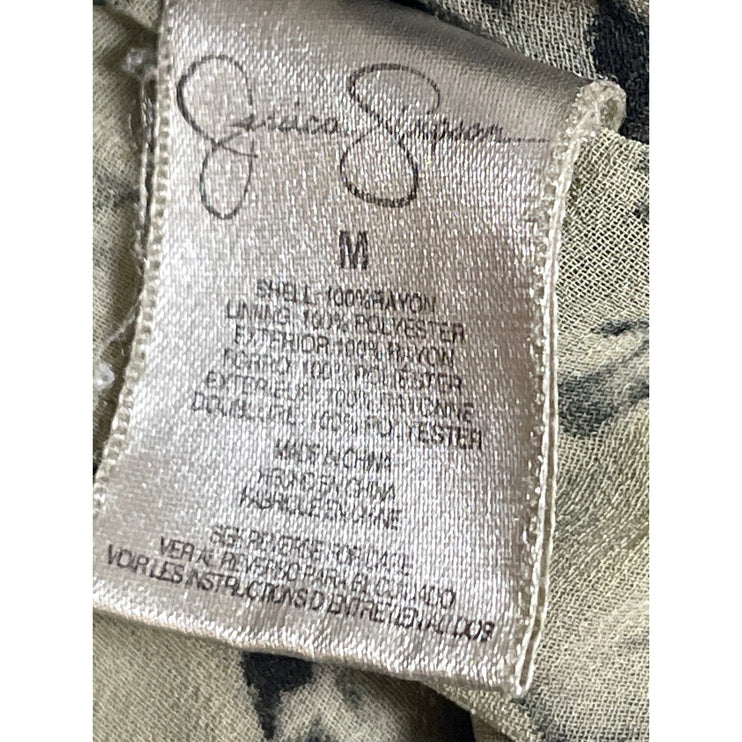 Jessica Simpson
M
SHELL: 100% RAYON
LINING: 100% POLYESTER
EXTERIOR: 100% RAYON
FORRO: 100% POLYESTER
EXTERIEUR: 100% RAYONNE
DOUBLURE: 100% POLYESTER
MADE IN CHINA
HECHO EN CHINA
FABRIQUE EN CHINE
SEE REVERSE FOR CARE
VER AL REVERSO PARA EL CUIDADO
VOIR LES INSTRUCTIONS D'ENTRETIEN AU DOS